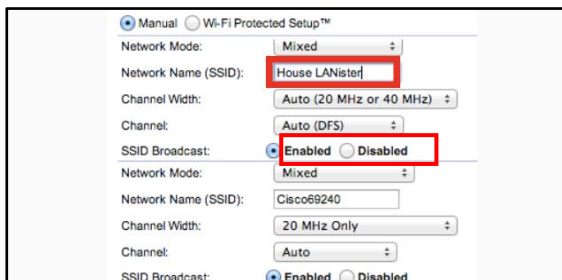 Manual Wi-Fi Protected Setup™
Network Mode: Mixed
Network Name (SSID): House LANister
Channel Width: Auto (20 MHz or 40 MHz)
Channel: Auto (DFS)
SSID Broadcast: Enabled Disabled
Network Mode: Mixed
Network Name (SSID): Cisco69240
Channel Width: 20 MHz Only
Channel: Auto
SSID Broadcast: Enabled Disabled